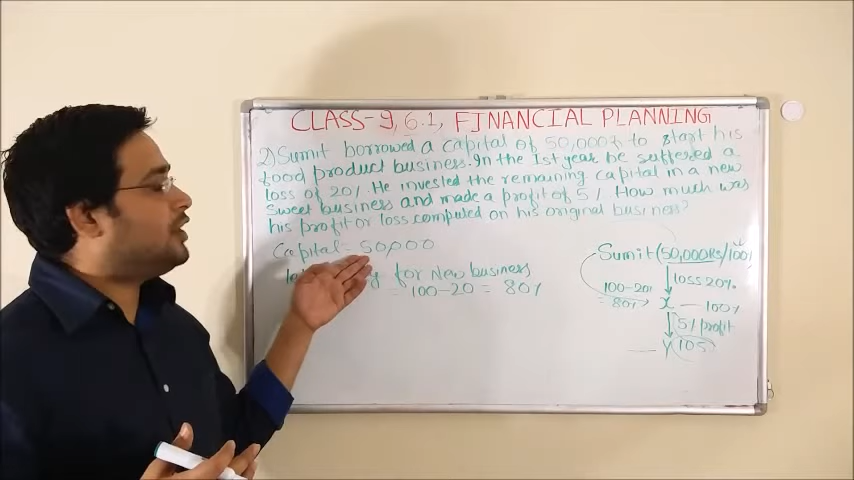 CLASS-9, 6.1, FINANCIAL PLANNING
2) Sumit borrowed a capital of 50,000₹ to start his
food product business. In the Ist year he suffered a
loss of 20%. He invested the remaining capital in a new
Sweet business and made a profit of 5%. How much was
his profit or loss computed on his original business?
Capital = 50,000
for New business
= 100-20 = 80%
Sumit (50,000Rs/100%
loss 20%
100-20%
= 80%
x — 100%
5% profit
y (105